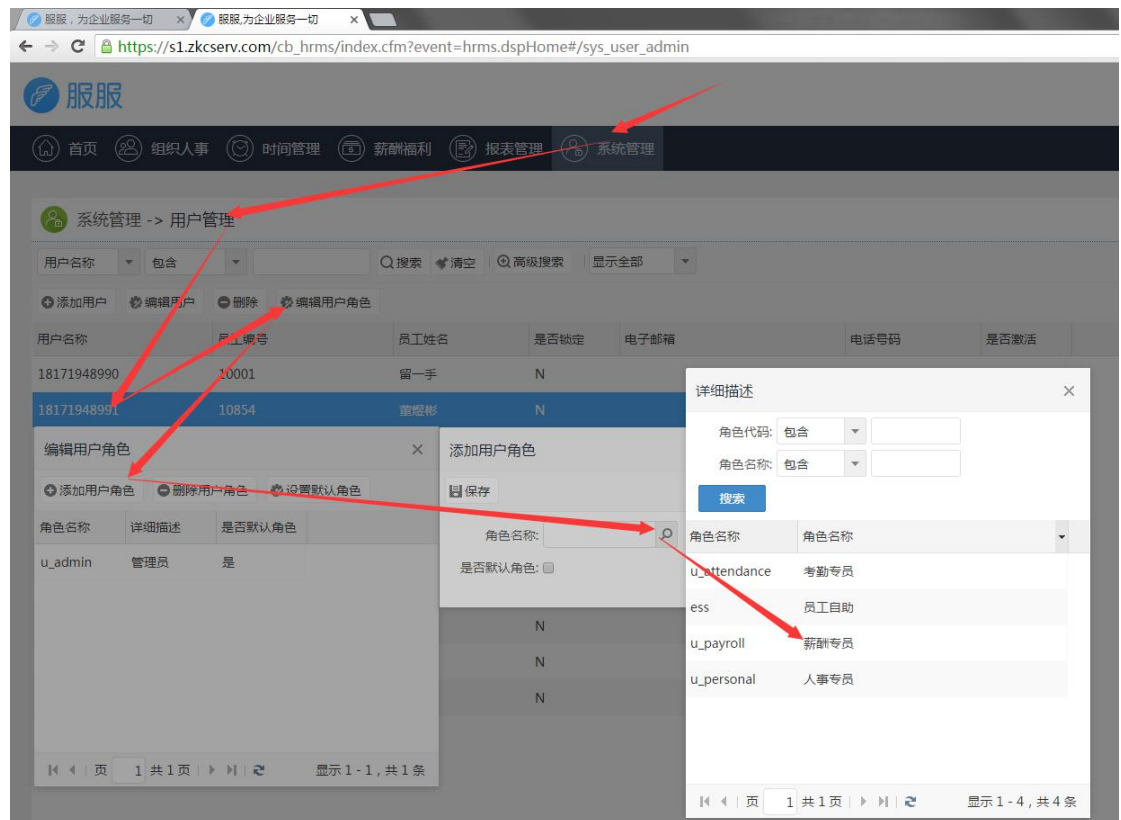 服服，为企业服务一切 × 服服,为企业服务一切 ×
https://s1.zkcserv.com/cb_hrms/index.cfm?event=hrms.dspHome#/sys_user_admin
服服
首页 组织人事 时间管理 薪酬福利 报表管理 系统管理
系统管理 -> 用户管理
用户名称 包含 搜索 清空 高级搜索 显示全部
添加用户 编辑用户 删除 编辑用户角色
用户名称 员工编号 员工姓名 是否锁定 电子邮箱 电话号码 是否激活
18171948990 10001 留一手 N
18171948991 10854 N
编辑用户角色 ×
添加用户角色 删除用户角色 设置默认角色
角色名称 详细描述 是否默认角色
u_admin 管理员 是
页 1 共1页 显示 1 - 1，共 1 条
添加用户角色
保存
角色名称:
是否默认角色:
N
N
N
详细描述 ×
角色代码: 包含
角色名称: 包含
搜索
角色名称 角色名称
u_attendance 考勤专员
ess 员工自助
u_payroll 薪酬专员
u_personal 人事专员
页 1 共1页 显示 1 - 4，共 4 条